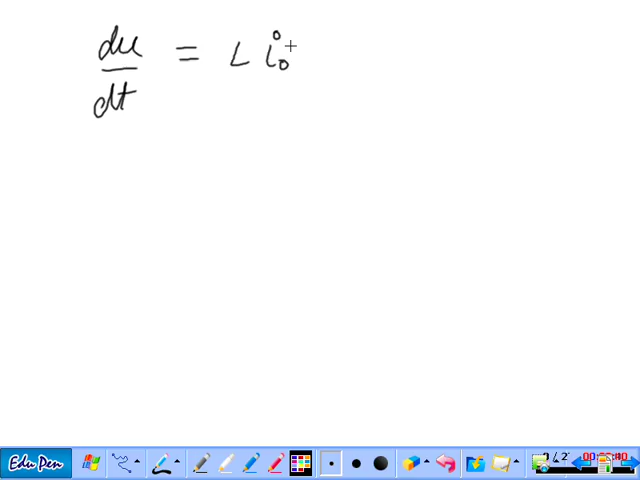 du/dt = L i₀
Edu Pen